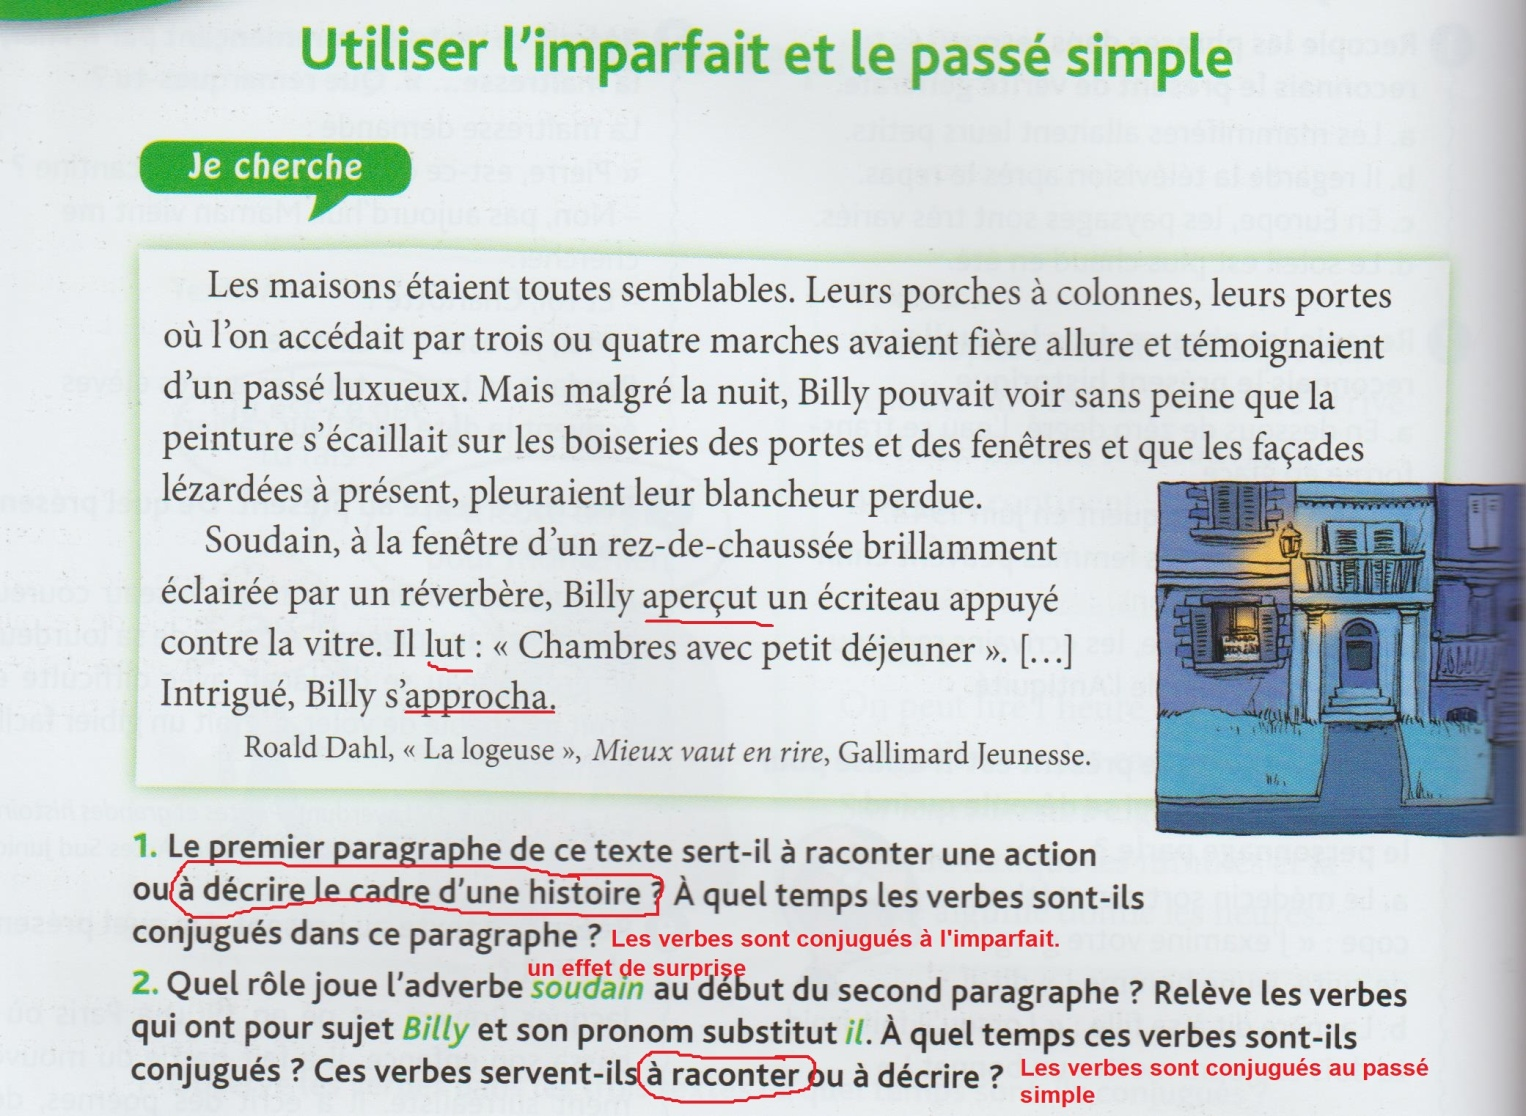 Utiliser l'imparfait et le passé simple
Je cherche
Les maisons étaient toutes semblables. Leurs porches à colonnes, leurs portes
où l'on accédait par trois ou quatre marches avaient fière allure et témoignaient
d'un passé luxueux. Mais malgré la nuit, Billy pouvait voir sans peine que la
peinture s'écaillait sur les boiseries des portes et des fenêtres et que les façades
lézardées à présent, pleuraient leur blancheur perdue.
Soudain, à la fenêtre d'un rez-de-chaussée brillamment
éclairée par un réverbère, Billy aperçut un écriteau appuyé
contre la vitre. Il lut : « Chambres avec petit déjeuner ». […]
Intrigué, Billy s'approcha.
Roald Dahl, « La logeuse », Mieux vaut en rire, Gallimard Jeunesse.
1. Le premier paragraphe de ce texte sert-il à raconter une action
ou à décrire le cadre d'une histoire ? À quel temps les verbes sont-ils
conjugués dans ce paragraphe ? Les verbes sont conjugués à l'imparfait.
un effet de surprise
2. Quel rôle joue l'adverbe soudain au début du second paragraphe ? Relève les verbes
qui ont pour sujet Billy et son pronom substitut il. À quel temps ces verbes sont-ils
conjugués ? Ces verbes servent-ils à raconter ou à décrire ? Les verbes sont conjugués au passé
simple